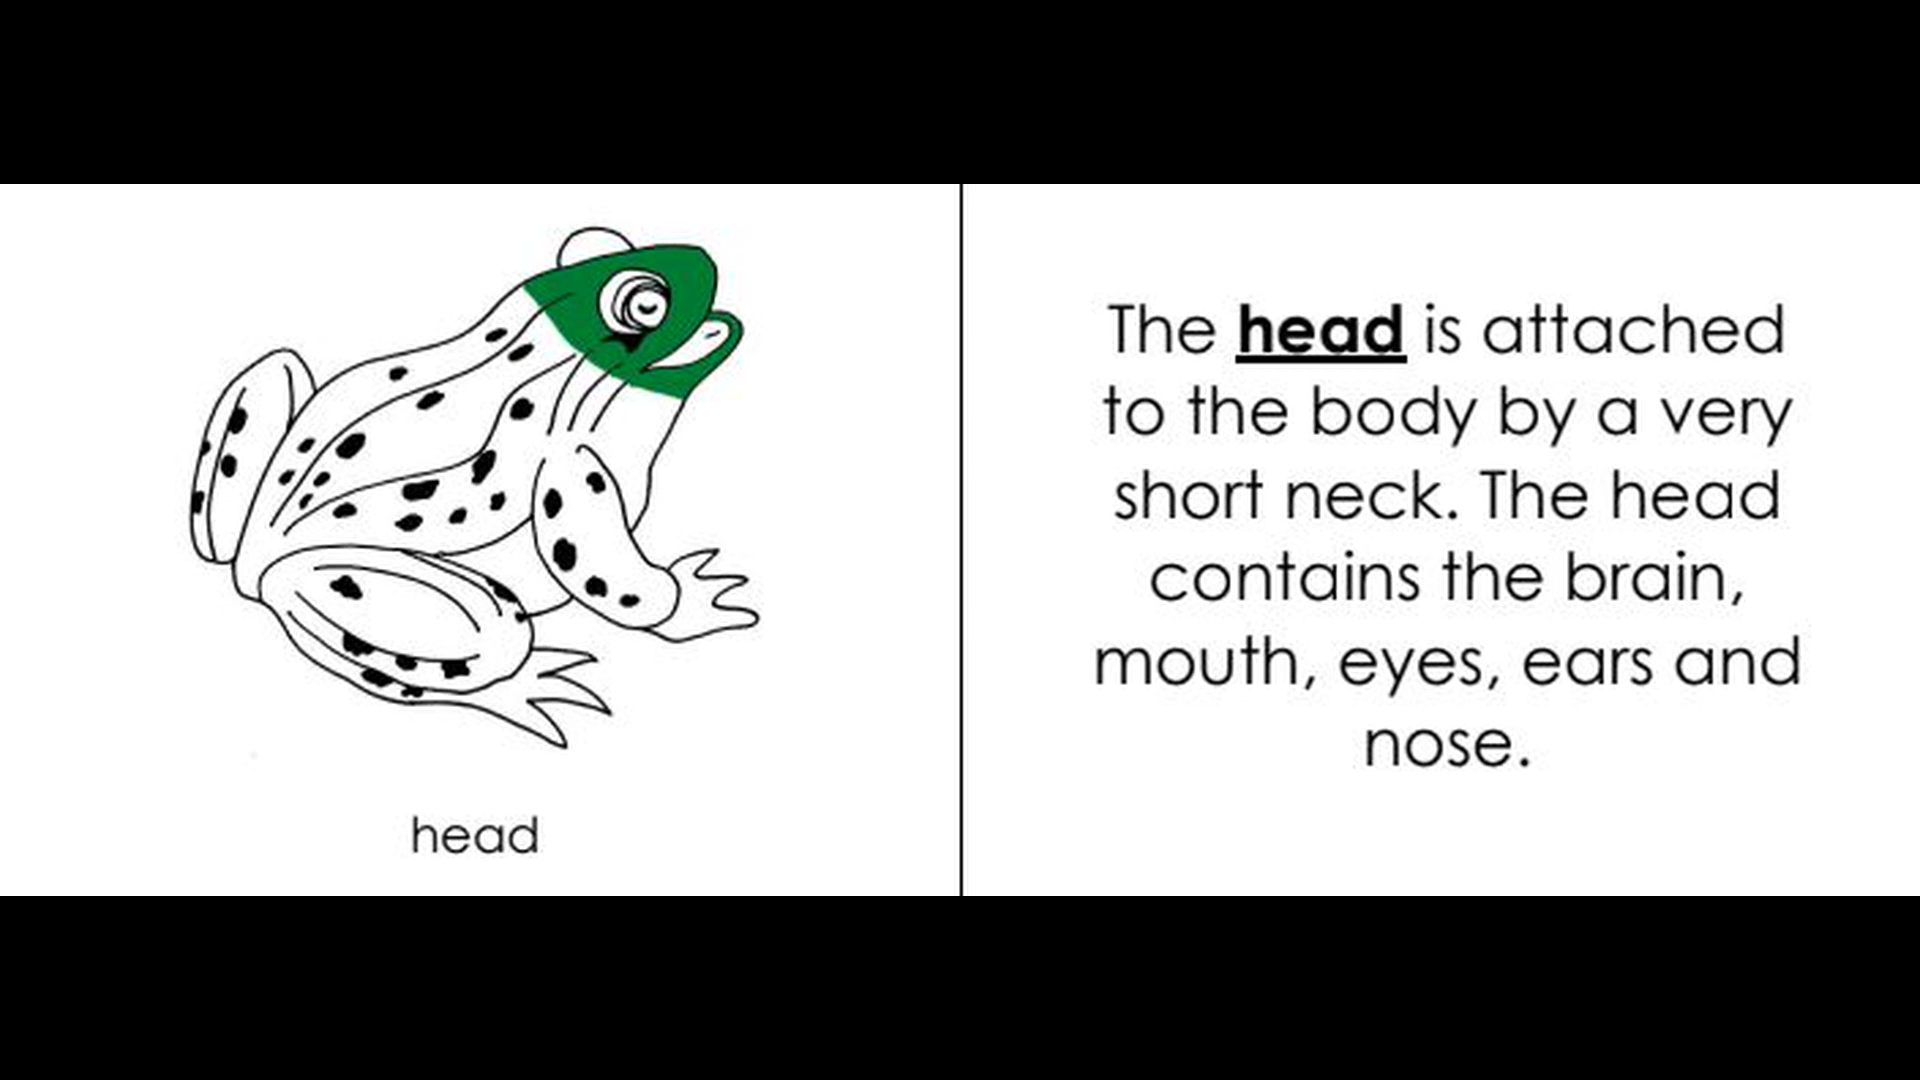 head
The head is attached
to the body by a very
short neck. The head
contains the brain,
mouth, eyes, ears and
nose.